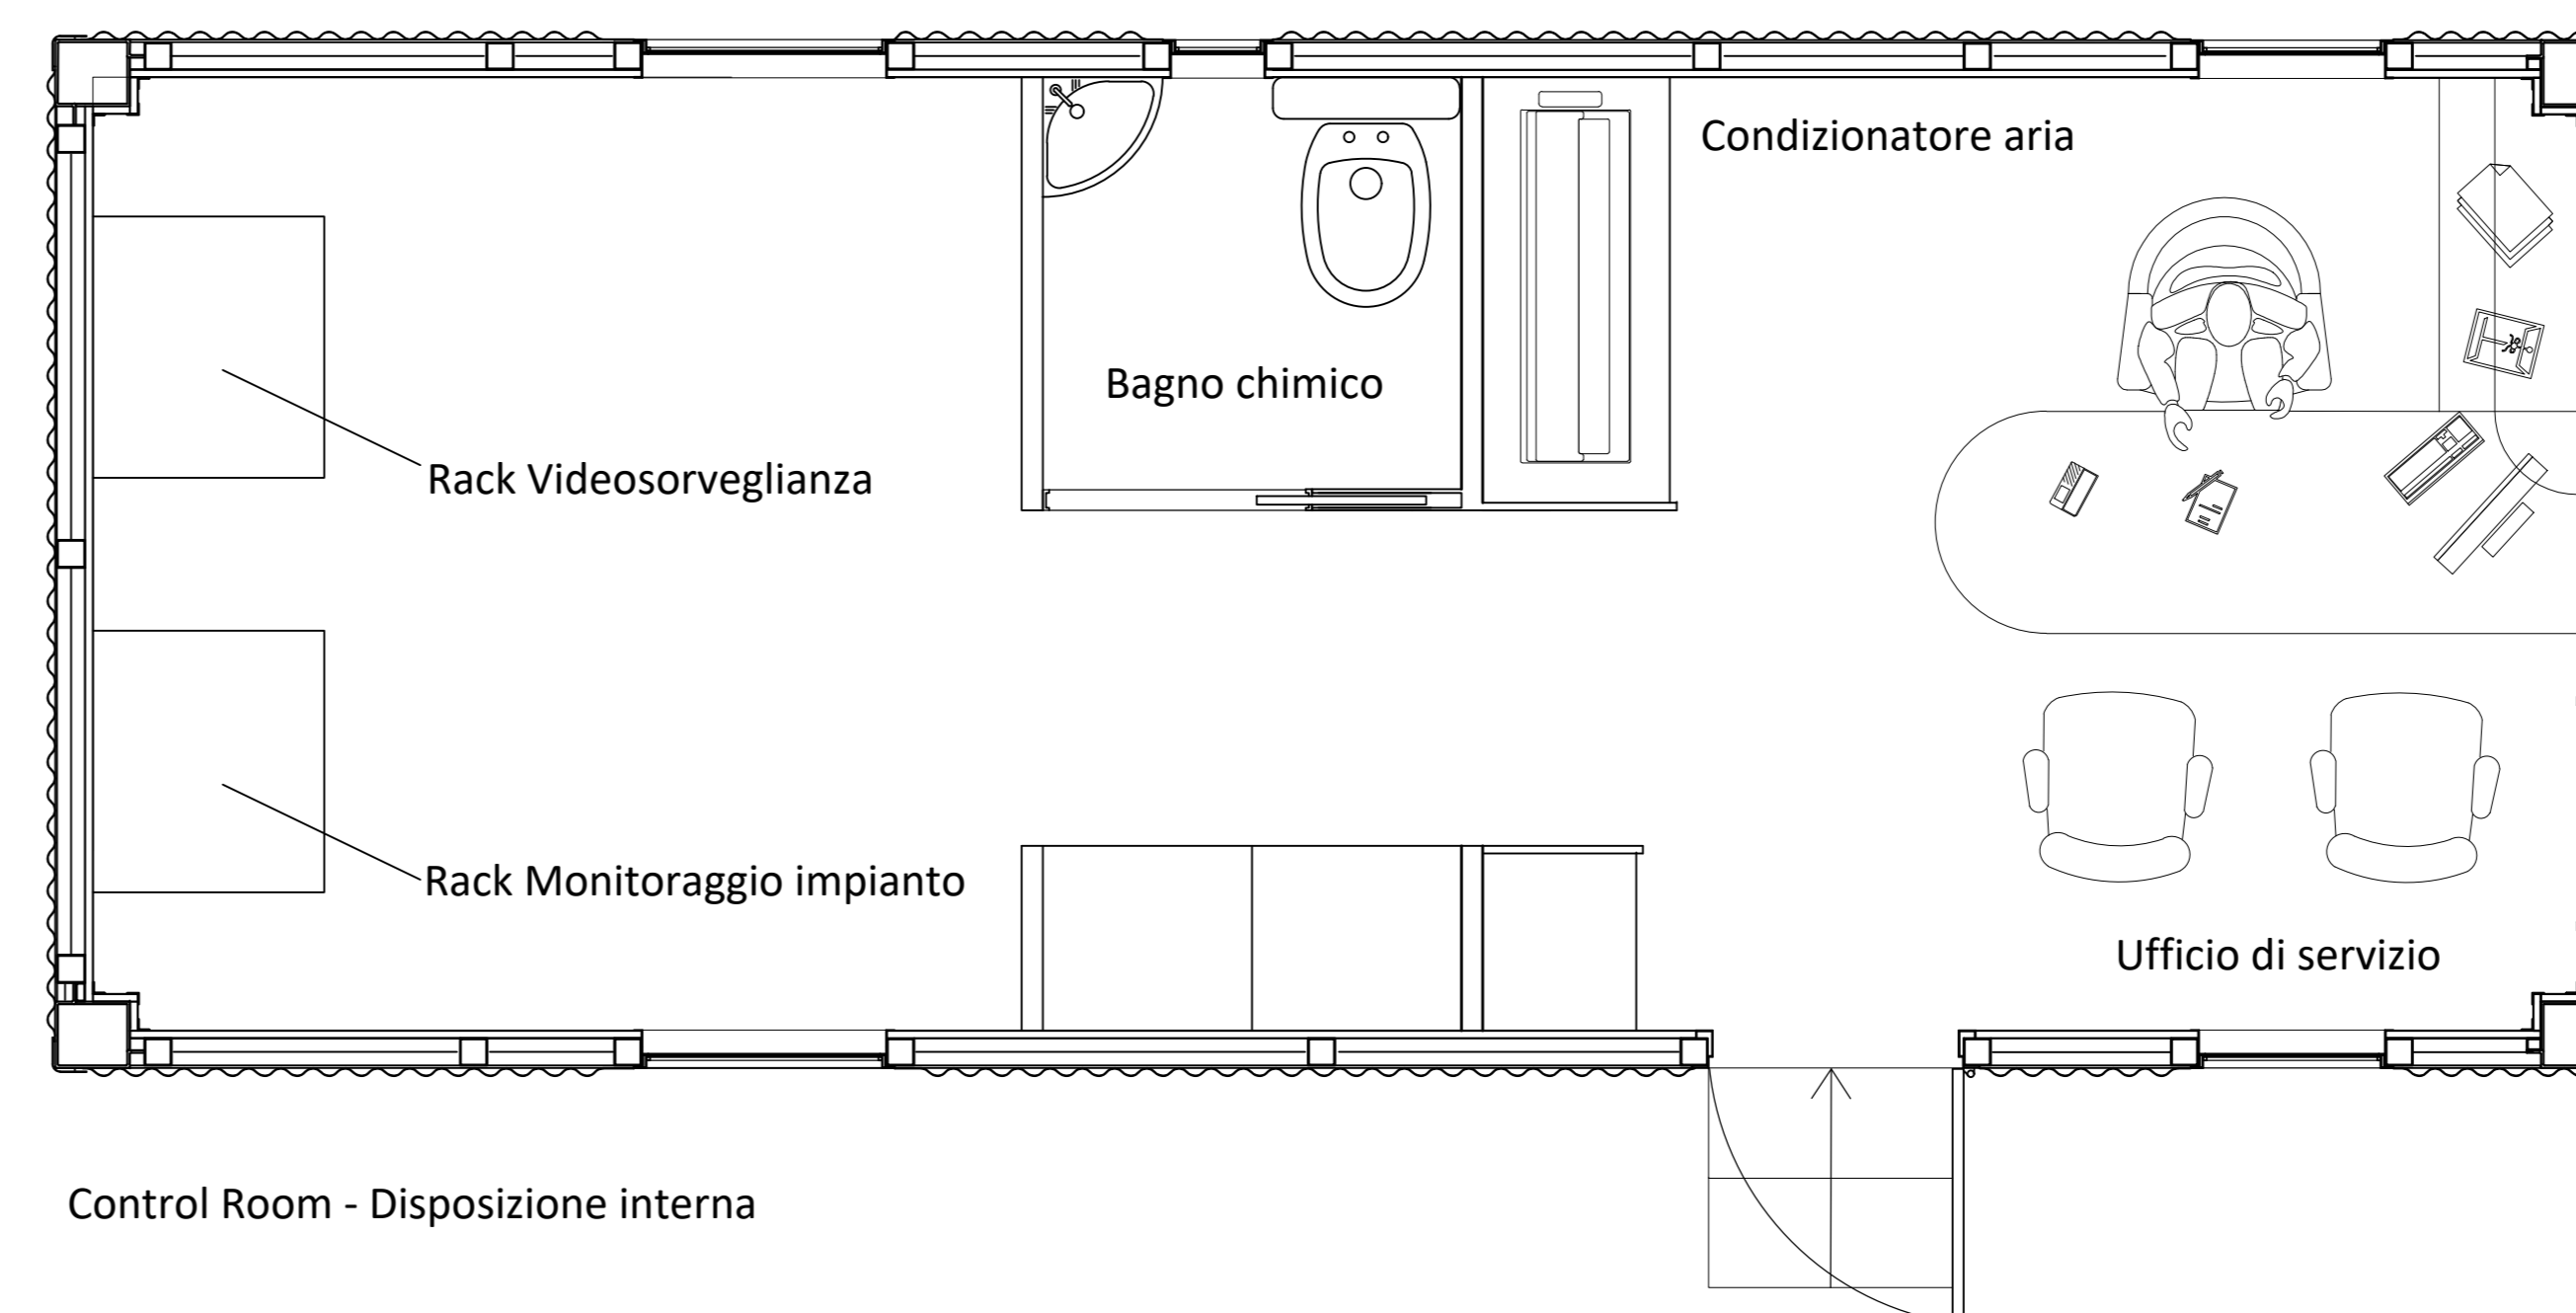 Condizionatore aria
Bagno chimico
Rack Videosorveglianza
Rack Monitoraggio impianto
Ufficio di servizio
Control Room - Disposizione interna